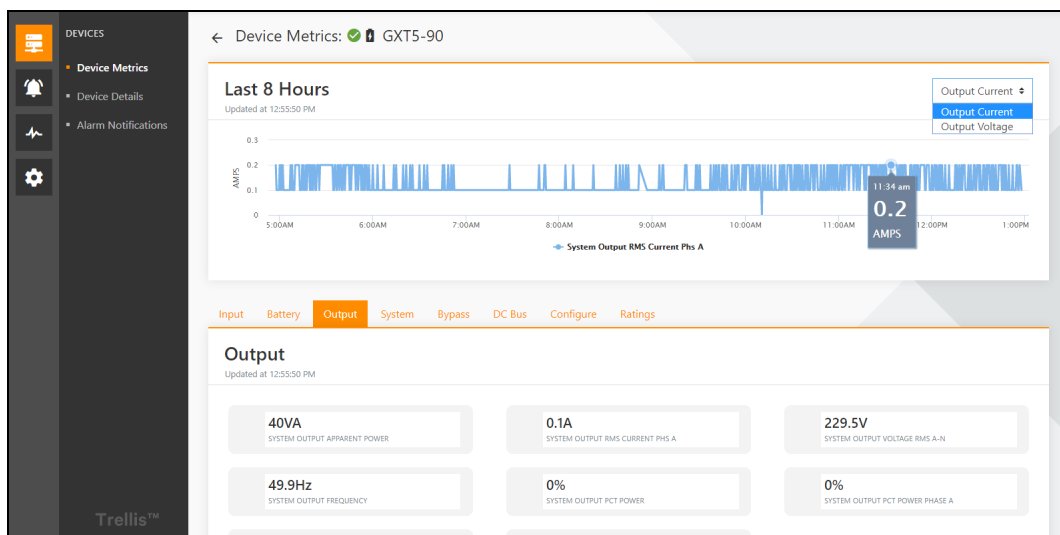 DEVICES
Device Metrics
Device Details
Alarm Notifications
Trellis™
← Device Metrics: GXT5-90
Last 8 Hours
Updated at 12:55:50 PM
Output Current
Output Current
Output Voltage
AMPS
0.3
0.2
0.1
0
5:00AM 6:00AM 7:00AM 8:00AM 9:00AM 10:00AM 11:00AM 12:00PM 1:00PM
11:34 am
0.2
AMPS
System Output RMS Current Phs A
Input Battery Output System Bypass DC Bus Configure Ratings
Output
Updated at 12:55:50 PM
40VA 0.1A 229.5V
SYSTEM OUTPUT APPARENT POWER SYSTEM OUTPUT RMS CURRENT PHS A SYSTEM OUTPUT VOLTAGE RMS A-N
49.9Hz 0% 0%
SYSTEM OUTPUT FREQUENCY SYSTEM OUTPUT PCT POWER SYSTEM OUTPUT PCT POWER PHASE A